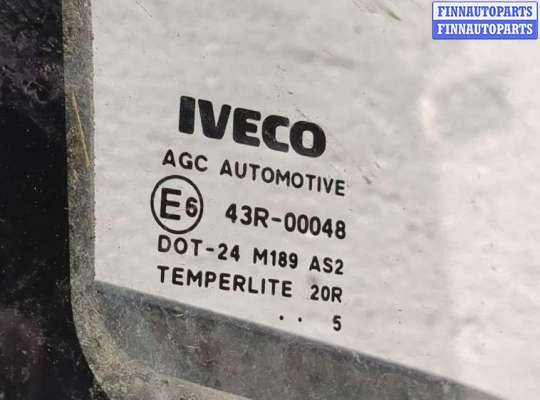 FINNAUTOPARTS
FINNAUTOPARTS
IVECO
AGC AUTOMOTIVE
E6 43R-00048
DOT-24 M189 AS2
TEMPERLITE 20R
.. 5